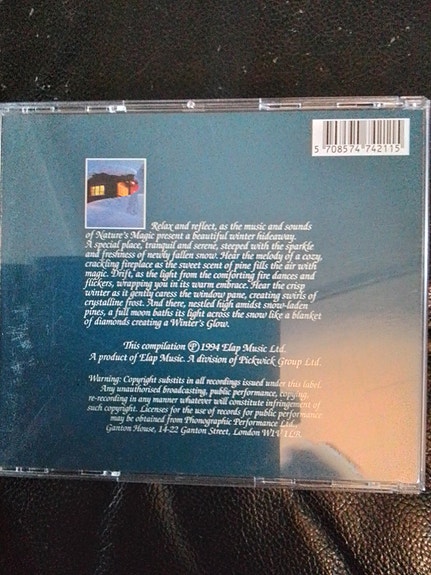 5 708574 742115
Relax and reflect, as the music and sounds
of Nature's Magic present a beautiful winter hideaway.
A special place, tranquil and serene, steeped with the sparkle
and freshness of newly fallen snow. Hear the melody of a cozy,
crackling fireplace as the sweet scent of pine fills the air with
magic. Drift, as the light from the comforting fire dances and
flickers, wrapping you in its warm embrace. Hear the crisp
winter as it gently caress the window pane, creating swirls of
crystalline frost. And there, nestled high amidst snow-laden
pines, a full moon baths its light across the snow like a blanket
of diamonds creating a Winter's Glow.
This compilation Ⓟ 1994 Elap Music Ltd.
A product of Elap Music. A division of Pickwick Group Ltd.
Warning: Copyright substits in all recordings issued under this label.
Any unauthorised broadcasting, public performance, copying,
re-recording in any manner whatever will constitute infringement of
such copyright. Licenses for the use of records for public performance
may be obtained from Phonographic Performance Ltd.,
Ganton House, 14-22 Ganton Street, London W1V 1LB.